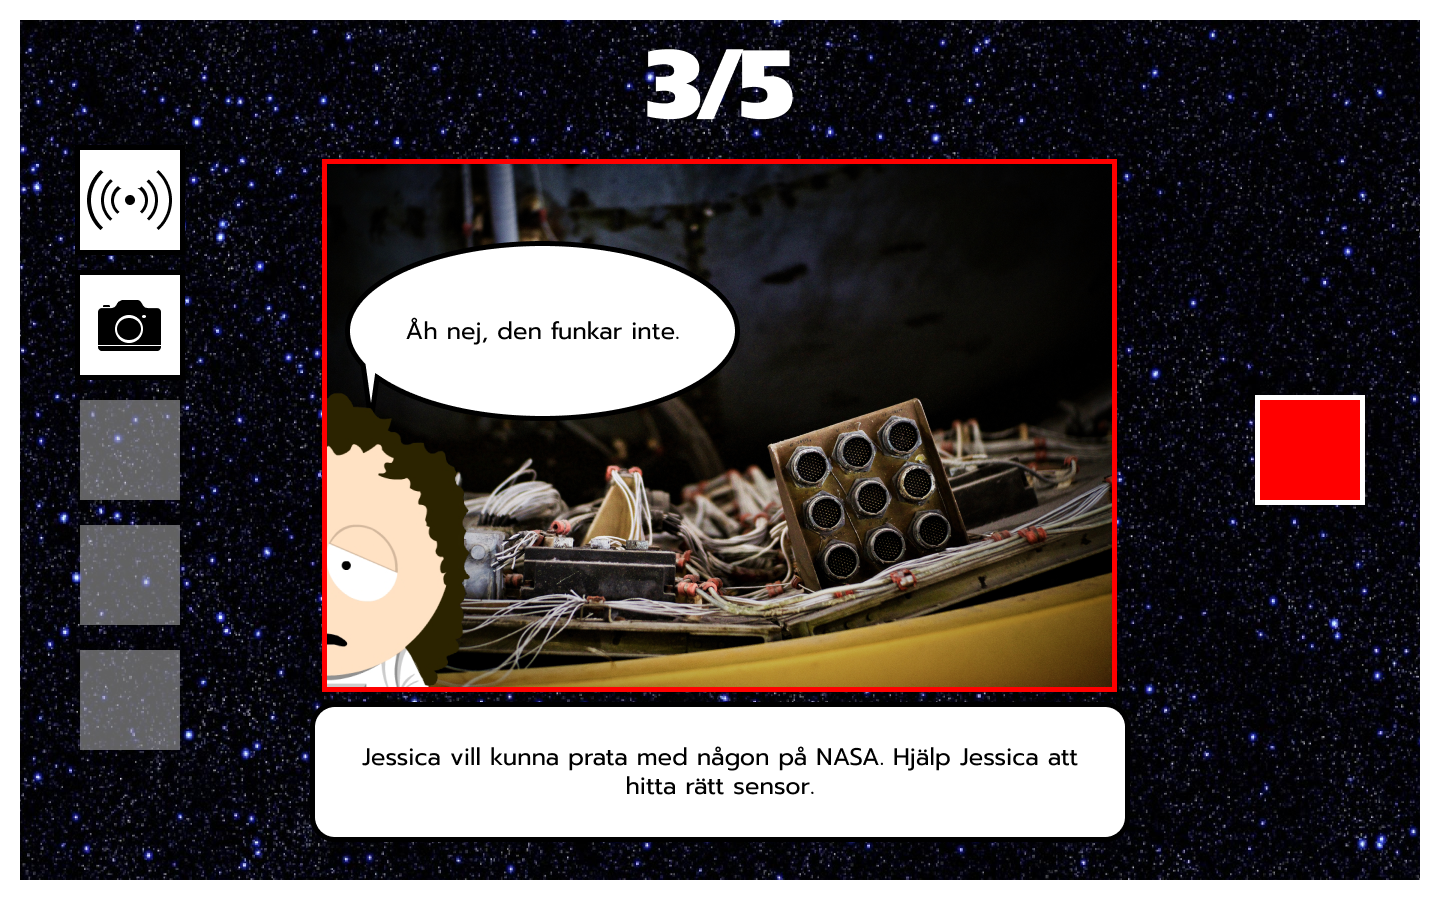 3/5
Åh nej, den funkar inte.
Jessica vill kunna prata med någon på NASA. Hjälp Jessica att
hitta rätt sensor.